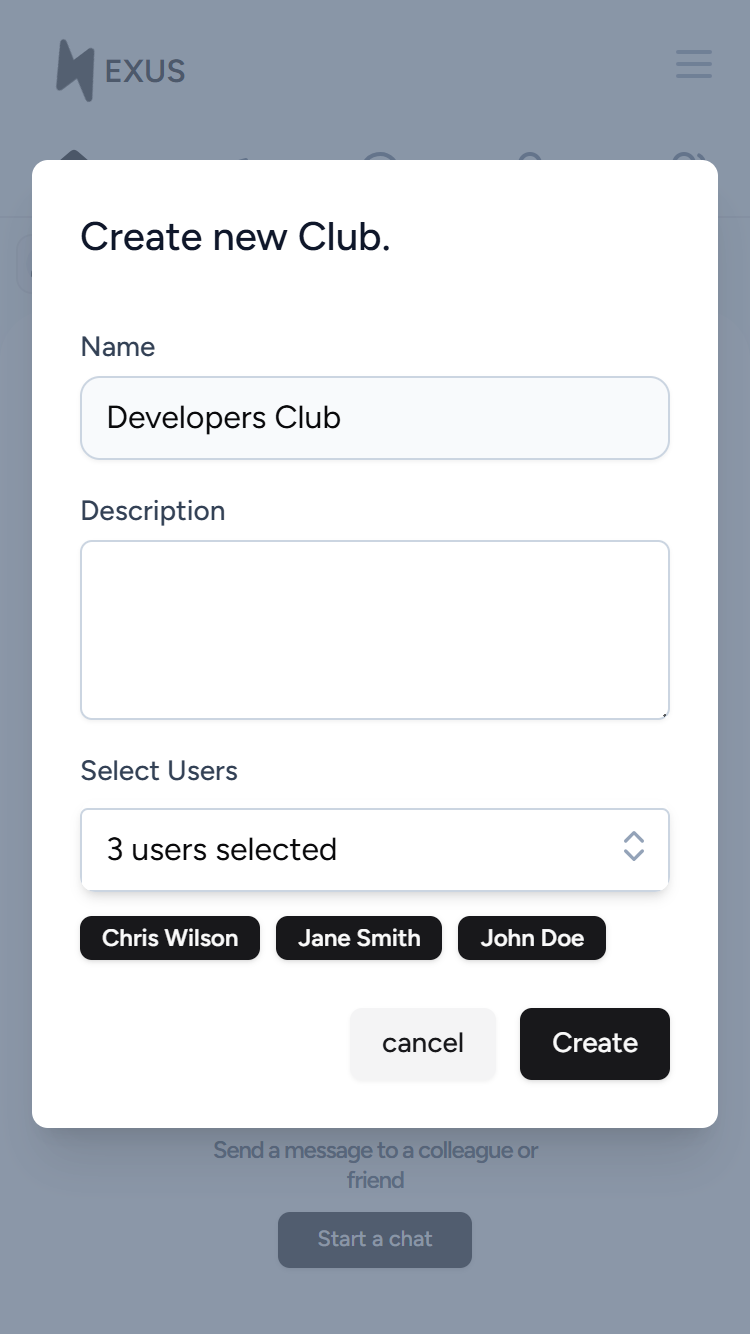 EXUS
Create new Club.
Name
Developers Club
Description
Select Users
3 users selected
Chris Wilson Jane Smith John Doe
cancel Create
Send a message to a colleague or
friend
Start a chat